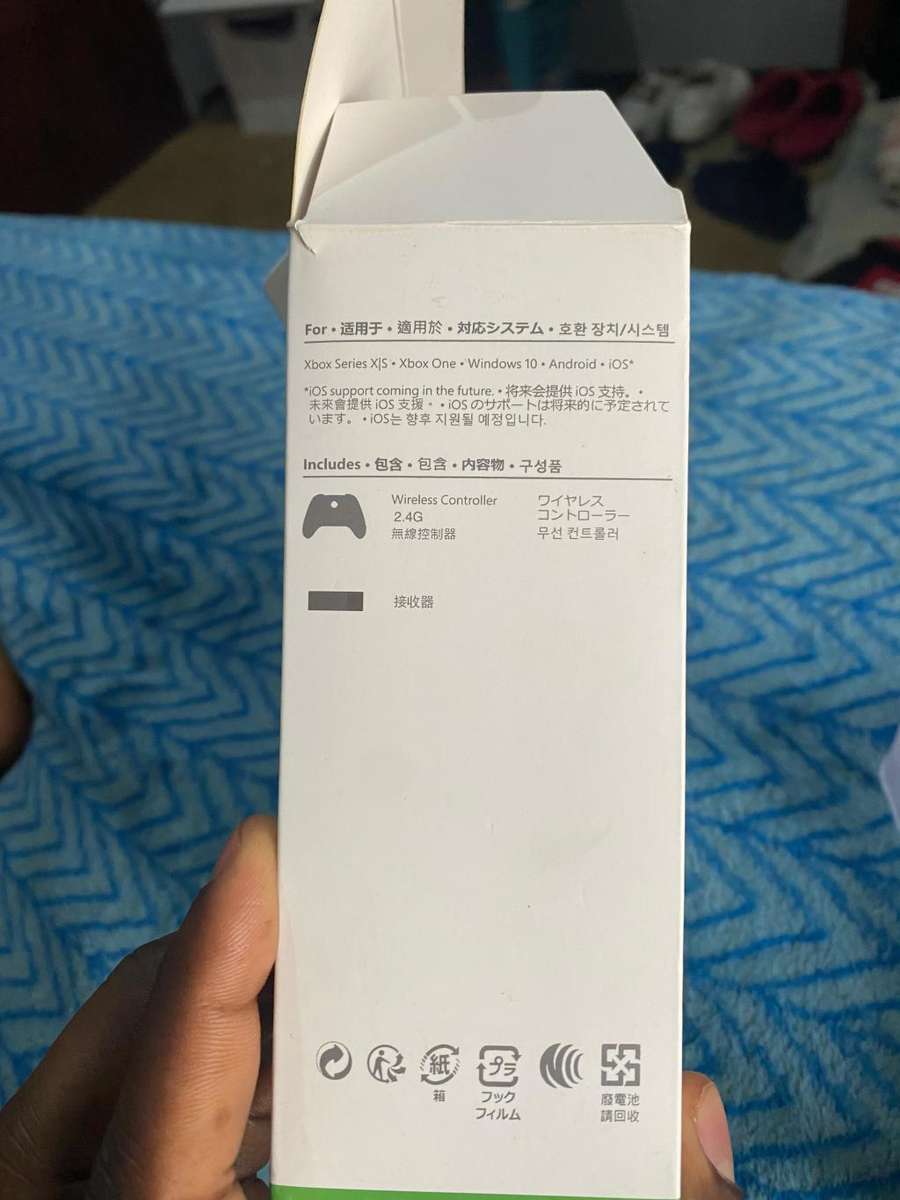 For • 适用于 • 適用於 • 対応システム • 호환 장치/시스템
Xbox Series X|S • Xbox One • Windows 10 • Android • iOS*
*iOS support coming in the future. • 将来会提供 iOS 支持。 •
未來會提供 iOS 支援。 • iOS のサポートは将来的に予定されて
います。 • iOS는 향후 지원될 예정입니다.
Includes • 包含 • 包含 • 内容物 • 구성품
Wireless Controller
2.4G
無線控制器
ワイヤレス
コントローラー
무선 컨트롤러
接收器
紙
箱
プラ
フック
フィルム
廢電池
請回收